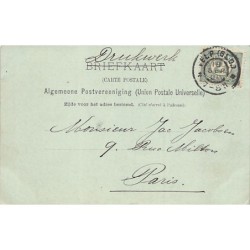 Drukwerk
BRIEFKAART
(CARTE POSTALE)
Algemeene Postvereeniging (Union Postale Universelle)
Zijde voor het adres bestemd. (Côté réservé à l'adresse).
Monsieur Jac Jacobsen
9. Rue Milton
Paris.